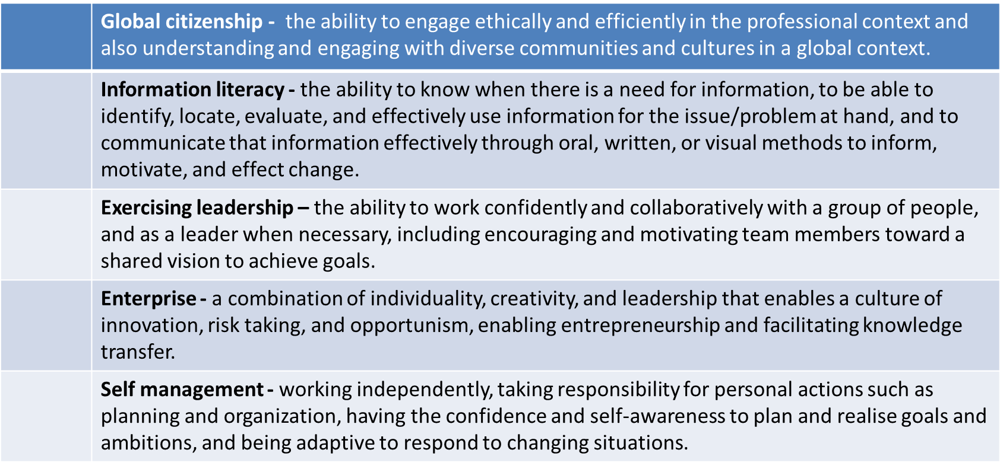 Global citizenship -  the ability to engage ethically and efficiently in the professional context and
also understanding and engaging with diverse communities and cultures in a global context.
Information literacy - the ability to know when there is a need for information, to be able to
identify, locate, evaluate, and effectively use information for the issue/problem at hand, and to
communicate that information effectively through oral, written, or visual methods to inform,
motivate, and effect change.
Exercising leadership – the ability to work confidently and collaboratively with a group of people,
and as a leader when necessary, including encouraging and motivating team members toward a
shared vision to achieve goals.
Enterprise - a combination of individuality, creativity, and leadership that enables a culture of
innovation, risk taking, and opportunism, enabling entrepreneurship and facilitating knowledge
transfer.
Self management - working independently, taking responsibility for personal actions such as
planning and organization, having the confidence and self-awareness to plan and realise goals and
ambitions, and being adaptive to respond to changing situations.